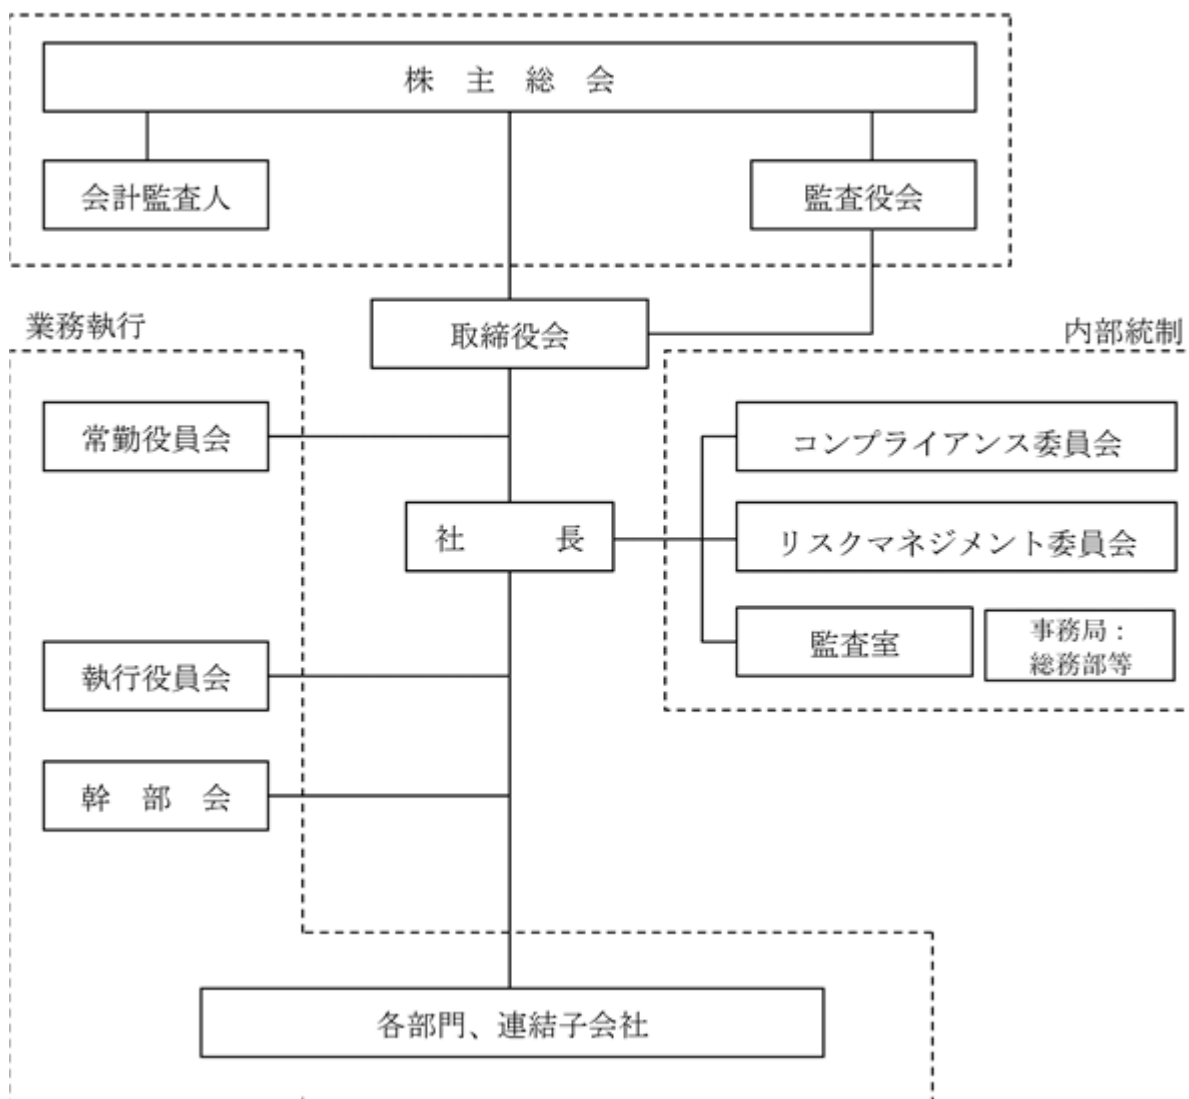 株主総会
会計監査人
監査役会
業務執行
取締役会
内部統制
常勤役員会
コンプライアンス委員会
社長
リスクマネジメント委員会
監査室
事務局：
総務部等
執行役員会
幹部会
各部門、連結子会社